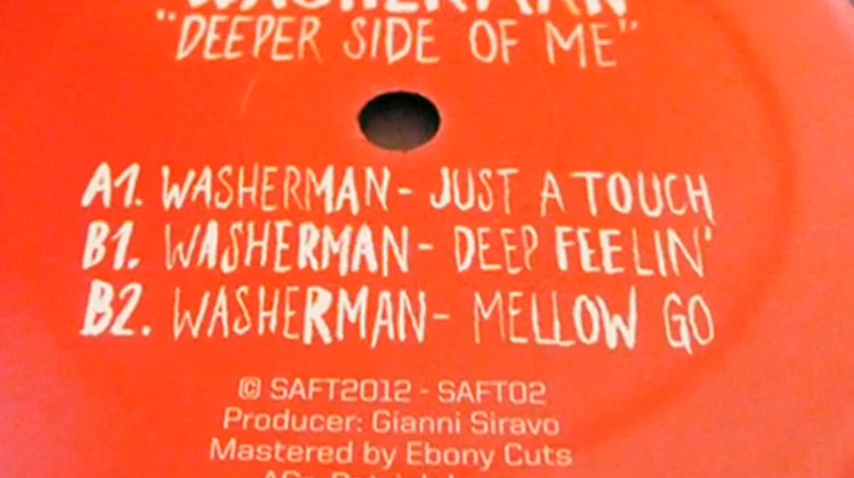 WASHERMAN
"DEEPER SIDE OF ME"
A1. WASHERMAN- JUST A TOUCH
B1. WASHERMAN- DEEP FEELIN'
B2. WASHERMAN- MELLOW GO
© SAFT2012 - SAFT02
Producer: Gianni Siravo
Mastered by Ebony Cuts